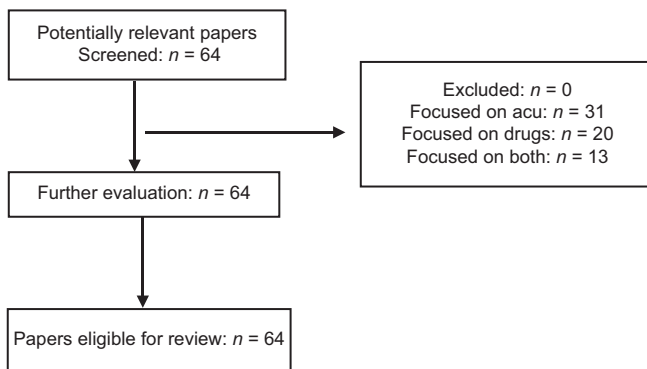 Potentially relevant papers
Screened: n = 64
Excluded: n = 0
Focused on acu: n = 31
Focused on drugs: n = 20
Focused on both: n = 13
Further evaluation: n = 64
Papers eligible for review: n = 64